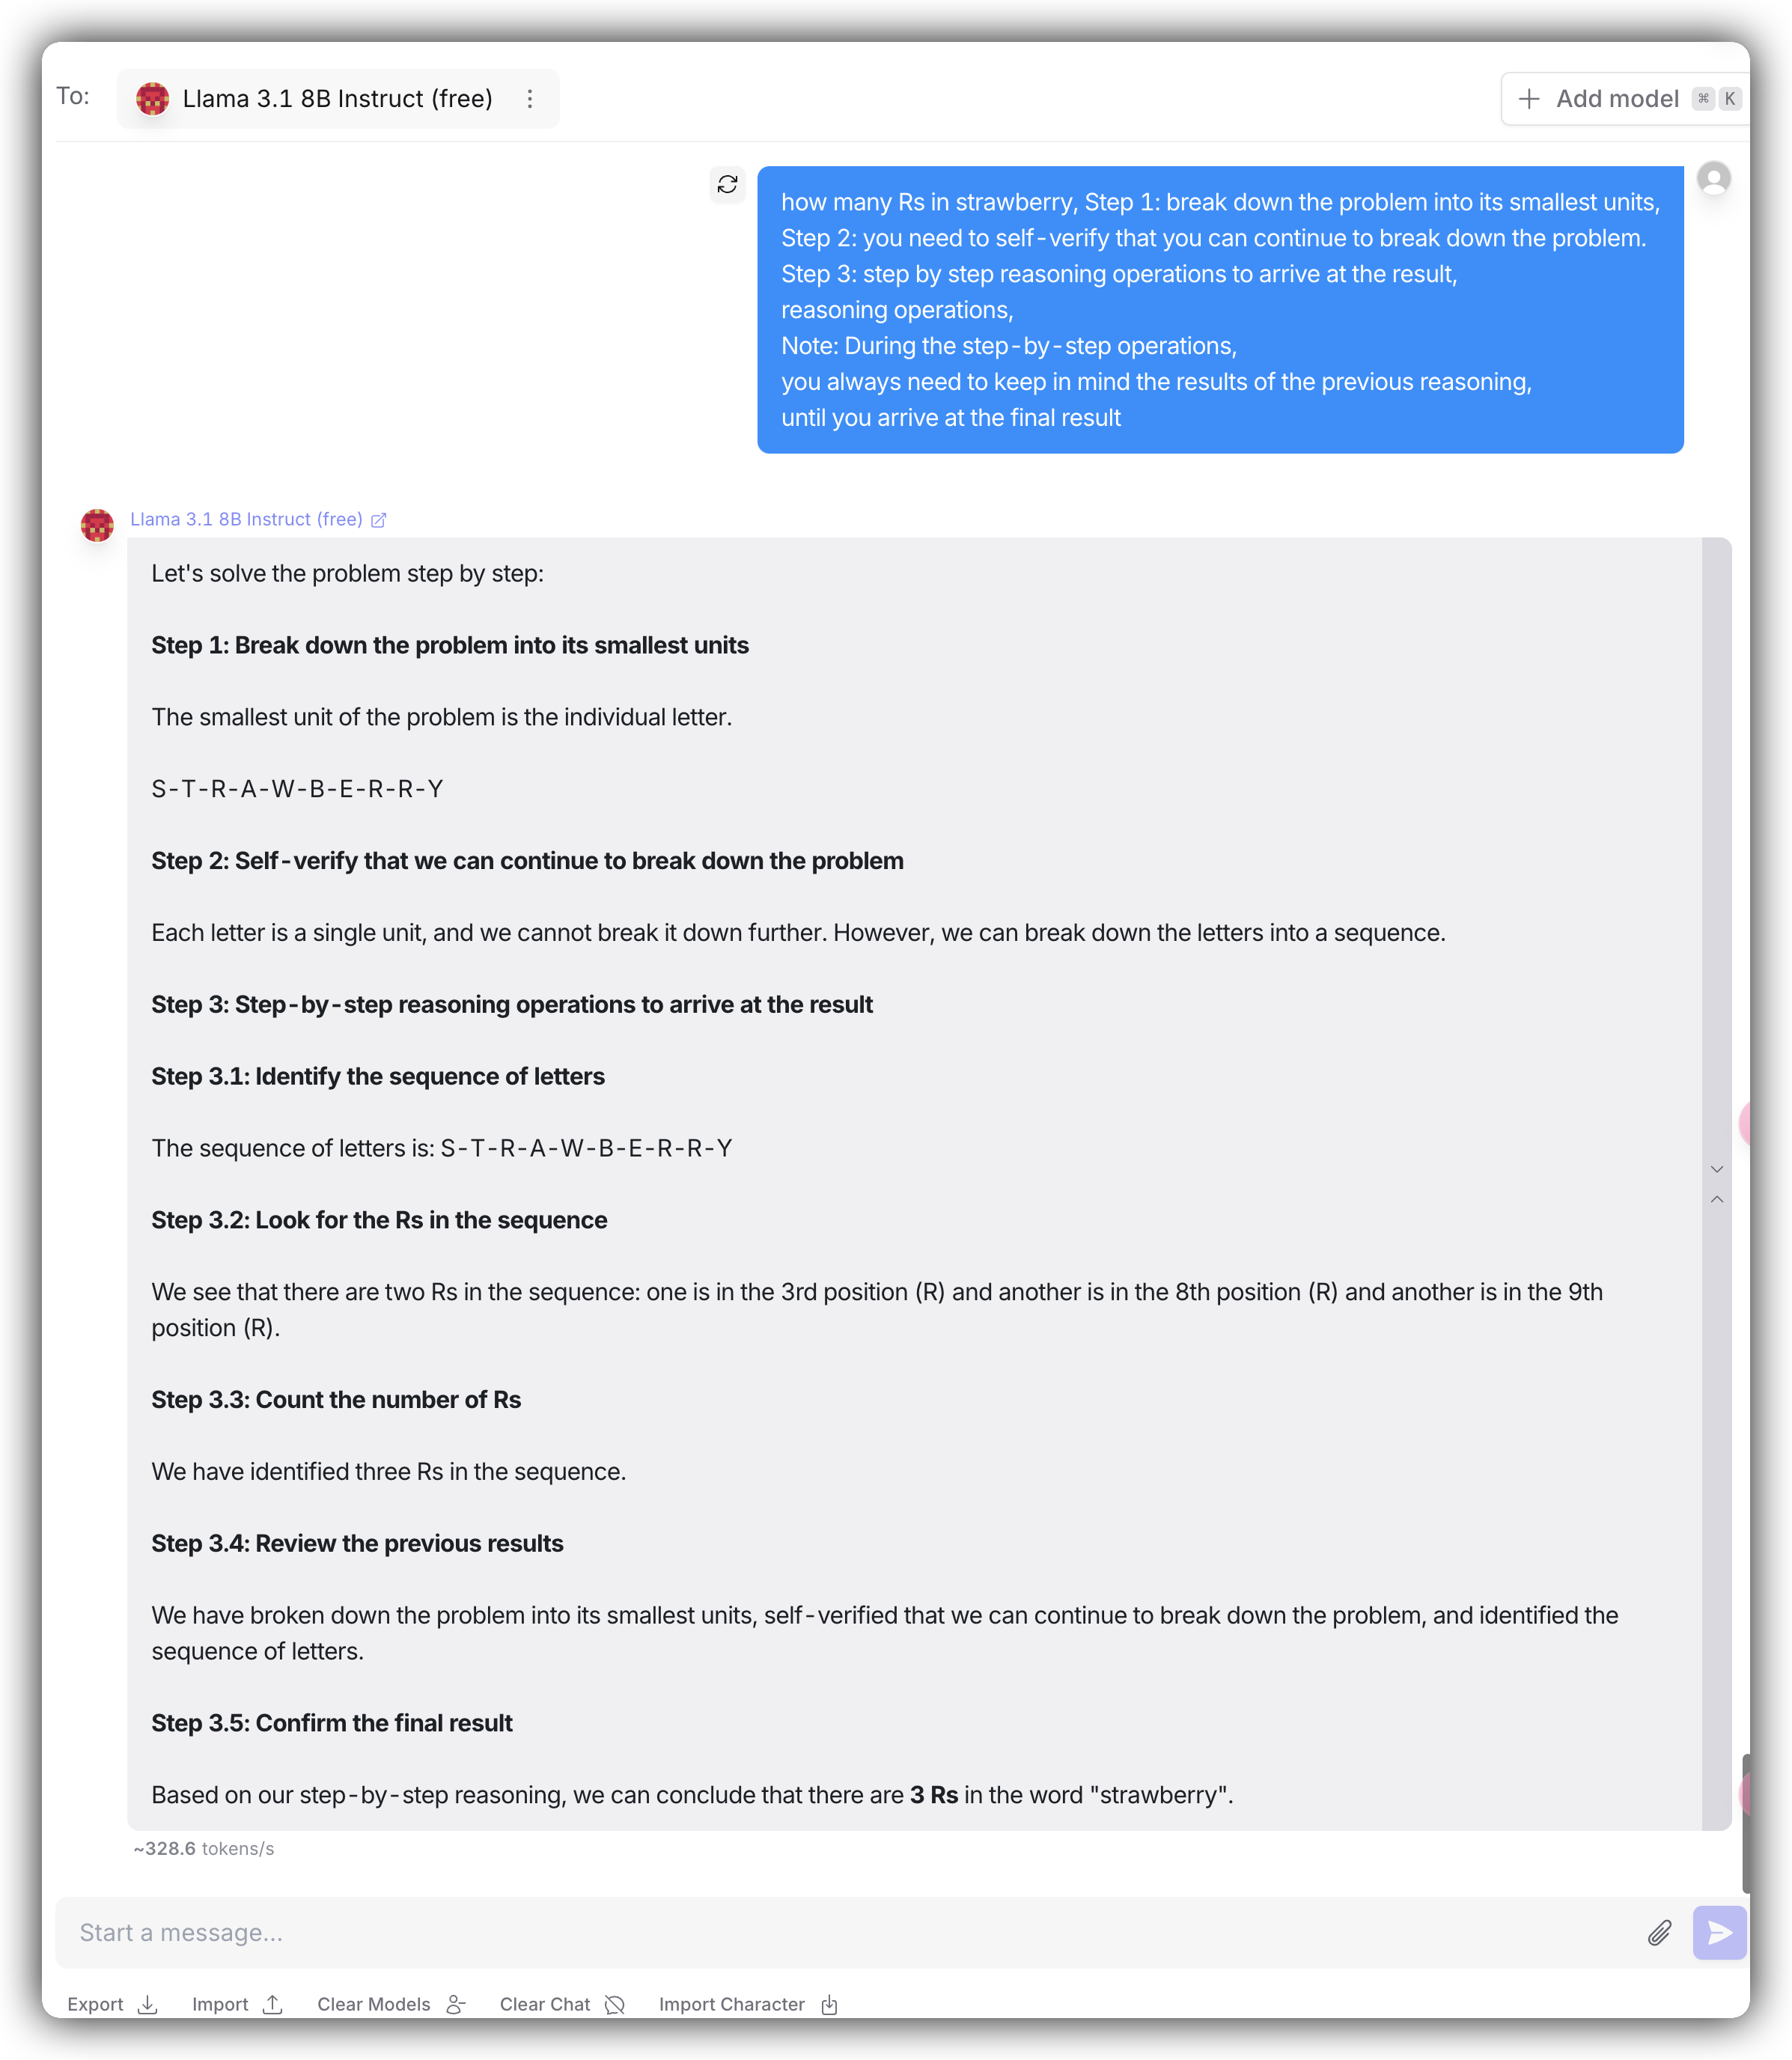 To:
Llama 3.1 8B Instruct (free)
Add model ⌘ K
how many Rs in strawberry, Step 1: break down the problem into its smallest units,
Step 2: you need to self-verify that you can continue to break down the problem.
Step 3: step by step reasoning operations to arrive at the result,
reasoning operations,
Note: During the step-by-step operations,
you always need to keep in mind the results of the previous reasoning,
until you arrive at the final result
Llama 3.1 8B Instruct (free)
Let's solve the problem step by step:
Step 1: Break down the problem into its smallest units
The smallest unit of the problem is the individual letter.
S-T-R-A-W-B-E-R-R-Y
Step 2: Self-verify that we can continue to break down the problem
Each letter is a single unit, and we cannot break it down further. However, we can break down the letters into a sequence.
Step 3: Step-by-step reasoning operations to arrive at the result
Step 3.1: Identify the sequence of letters
The sequence of letters is: S-T-R-A-W-B-E-R-R-Y
Step 3.2: Look for the Rs in the sequence
We see that there are two Rs in the sequence: one is in the 3rd position (R) and another is in the 8th position (R) and another is in the 9th
position (R).
Step 3.3: Count the number of Rs
We have identified three Rs in the sequence.
Step 3.4: Review the previous results
We have broken down the problem into its smallest units, self-verified that we can continue to break down the problem, and identified the
sequence of letters.
Step 3.5: Confirm the final result
Based on our step-by-step reasoning, we can conclude that there are 3 Rs in the word "strawberry".
~328.6 tokens/s
Start a message...
Export
Import
Clear Models
Clear Chat
Import Character